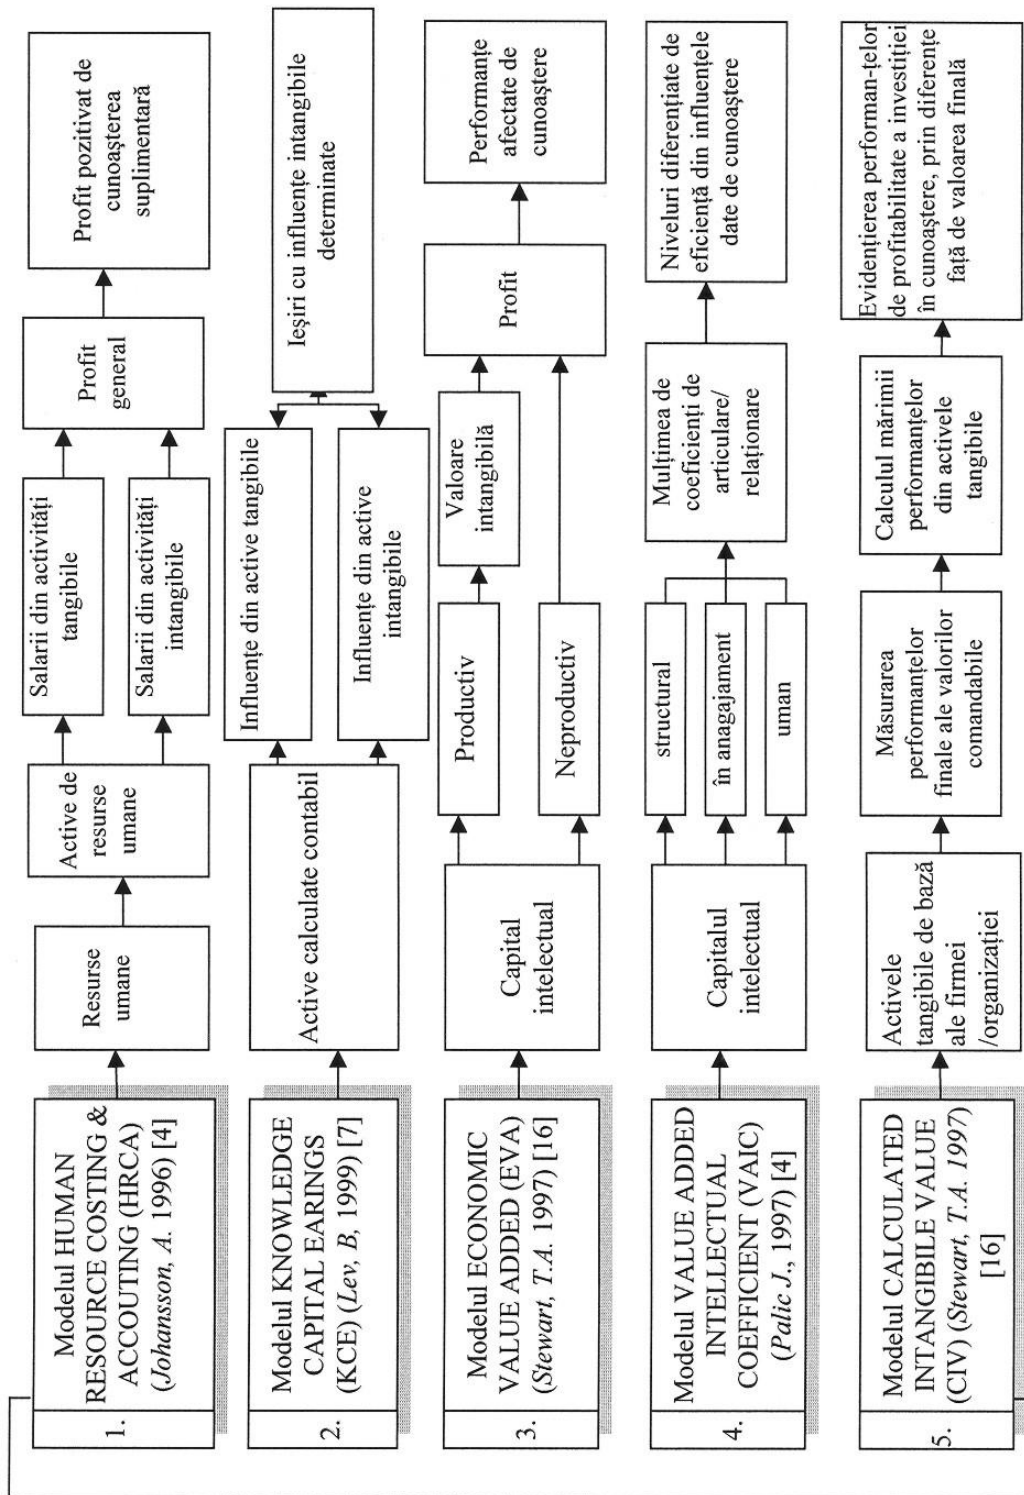 1.
Modelul HUMAN
RESOURCE COSTING &
ACCOUTING (HRCA)
(Johansson, A. 1996) [4]
Resurse
umane
Active de
resurse
umane
Salarii din activități
tangibile
Salarii din activități
intangibile
Profit
general
Profit pozitivat de
cunoașterea
suplimentară
2.
Modelul KNOWLEDGE
CAPITAL EARINGS
(KCE) (Lev, B, 1999) [7]
Active calculate contabil
Influențe din active tangibile
Influențe din active
intangibile
Ieșiri cu influențe intangibile
determinate
3.
Modelul ECONOMIC
VALUE ADDED (EVA)
(Stewart, T.A. 1997) [16]
Capital
intelectual
Productiv
Neproductiv
Valoare
intangibilă
Profit
Performanțe
afectate de
cunoaștere
4.
Modelul VALUE ADDED
INTELLECTUAL
COEFFICIENT (VAIC)
(Palic J., 1997) [4]
Capitalul
intelectual
structural
în anagajament
uman
Mulțimea de
coeficienți de
articulare/
relaționare
Niveluri diferențiate de
eficiență din influențele
date de cunoaștere
5.
Modelul CALCULATED
INTANGIBILE VALUE
(CIV) (Stewart, T.A. 1997)
[16]
Activele
tangibile de bază
ale firmei
/organizației
Măsurarea
performanțelor
finale ale valorilor
comandabile
Calculul mărimii
performanțelor
din activele
tangibile
Evidențierea performan-țelor
de profitabilitate a investiției
în cunoaștere, prin diferențe
față de valoarea finală